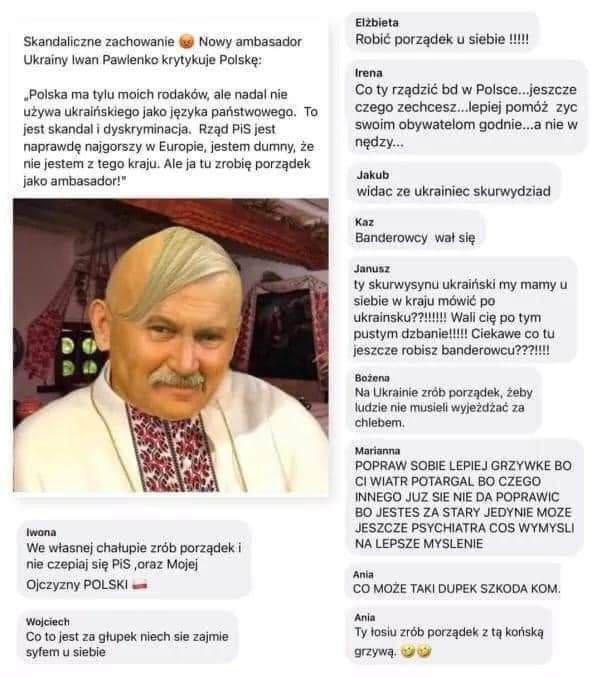 Skandaliczne zachowanie 😡 Nowy ambasador
Ukrainy Iwan Pawlenko krytykuje Polskę:
„Polska ma tylu moich rodaków, ale nadal nie
używa ukraińskiego jako języka państwowego. To
jest skandal i dyskryminacja. Rząd PiS jest
naprawdę najgorszy w Europie, jestem dumny, że
nie jestem z tego kraju. Ale ja tu zrobię porządek
jako ambasador!"
Iwona
We własnej chałupie zrób porządek i
nie czepiaj się PiS ,oraz Mojej
Ojczyzny POLSKI 🇵🇱
Wojciech
Co to jest za głupek niech sie zajmie
syfem u siebie
Elżbieta
Robić porządek u siebie !!!!!
Irena
Co ty rządzić bd w Polsce...jeszcze
czego zechcesz...lepiej pomóż zyc
swoim obywatelom godnie...a nie w
nędzy...
Jakub
widac ze ukrainiec skurwydziad
Kaz
Banderowcy wał się
Janusz
ty skurwysynu ukraiński my mamy u
siebie w kraju mówić po
ukrainsku??!!!!!! Wali cię po tym
pustym dzbanie!!!!! Ciekawe co tu
jeszcze robisz banderowcu???!!!!
Bożena
Na Ukrainie zrób porządek, żeby
ludzie nie musieli wyjeżdżać za
chlebem.
Marianna
POPRAW SOBIE LEPIEJ GRZYWKE BO
CI WIATR POTARGAL BO CZEGO
INNEGO JUZ SIE NIE DA POPRAWIC
BO JESTES ZA STARY JEDYNIE MOZE
JESZCZE PSYCHIATRA COS WYMYSLI
NA LEPSZE MYSLENIE
Ania
CO MOŻE TAKI DUPEK SZKODA KOM.
Ania
Ty łosiu zrób porządek z tą końską
grzywą. 🤣🤣